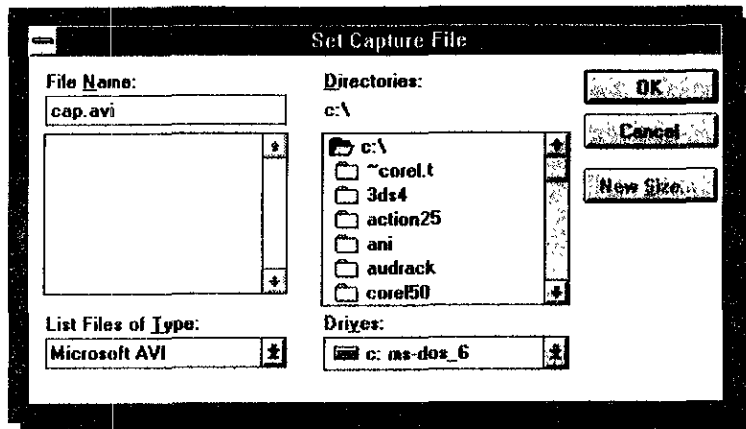 Set Capture File
File Name:
cap.avi
List Files of Type:
Microsoft AVI
Directories:
c:\
c:\
~corel.t
3ds4
action25
ani
audrack
corel50
Drives:
c: ms-dos_6
OK
Cancel
New Size...